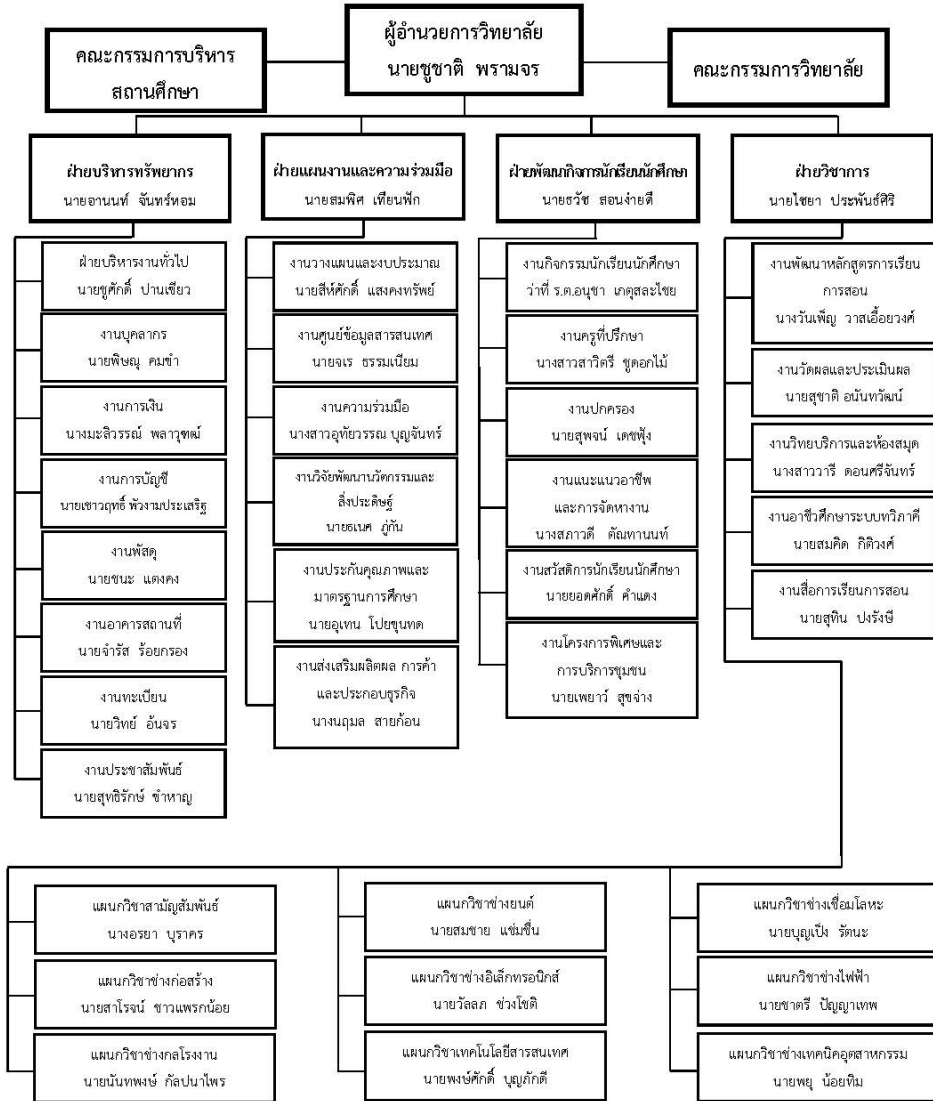 ผู้อำนวยการวิทยาลัย
นายชูชาติ พรามจร
คณะกรรมการบริหาร
สถานศึกษา
คณะกรรมการวิทยาลัย
ฝ่ายบริหารทรัพยากร
นายอานนท์ จันทร์หอม
ฝ่ายบริหารงานทั่วไป
นายชูศักดิ์ ปานเขียว
งานบุคลากร
นายพิษณุ คมขำ
งานการเงิน
นางมะลิวรรณ์ พลาวุฑฒ์
งานการบัญชี
นายเชาวฤทธิ์ พัวงามประเสริฐ
งานพัสดุ
นายชนะ แตงคง
งานอาคารสถานที่
นายจำรัส ร้อยกรอง
งานทะเบียน
นายวิทย์ อ้นจร
งานประชาสัมพันธ์
นายสุทธิรักษ์ ขำหาญ
ฝ่ายแผนงานและความร่วมมือ
นายสมพิศ เทียนฟัก
งานวางแผนและงบประมาณ
นายสีห์ศักดิ์ แสงคงทรัพย์
งานศูนย์ข้อมูลสารสนเทศ
นายจเร ธรรมเนียม
งานความร่วมมือ
นางสาวอุทัยวรรณ บุญจันทร์
งานวิจัยพัฒนานวัตกรรมและ
สิ่งประดิษฐ์
นายธเนศ ภู่กัน
งานประกันคุณภาพและ
มาตรฐานการศึกษา
นายอุเทน โปยขุนทด
งานส่งเสริมผลิตผล การค้า
และประกอบธุรกิจ
นางนฤมล สายก้อน
ฝ่ายพัฒนากิจการนักเรียนนักศึกษา
นายธวัช สอนง่ายดี
งานกิจกรรมนักเรียนนักศึกษา
ว่าที่ ร.ต.อนุชา เกตุสละไชย
งานครูที่ปรึกษา
นางสาวสาวิตรี ชูดอกไม้
งานปกครอง
นายสุพจน์ เดชฟุ้ง
งานแนะแนวอาชีพ
และการจัดหางาน
นางสภาวดี ตัณฑานนท์
งานสวัสดิการนักเรียนนักศึกษา
นายยอดศักดิ์ คำแดง
งานโครงการพิเศษและ
การบริการชุมชน
นายเพยาว์ สุขจ่าง
ฝ่ายวิชาการ
นายไชยา ประพันธ์ศิริ
งานพัฒนาหลักสูตรการเรียน
การสอน
นางวันเพ็ญ วาสเอื้อยวงศ์
งานวัดผลและประเมินผล
นายสุชาติ อนันทวัฒน์
งานวิทยบริการและห้องสมุด
นางสาววารี ดอนศรีจันทร์
งานอาชีวศึกษาระบบทวิภาคี
นายสมคิด กิติวงศ์
งานสื่อการเรียนการสอน
นายสุทิน ปงรังษี
แผนกวิชาสามัญสัมพันธ์
นางอรยา บุราคร
แผนกวิชาช่างก่อสร้าง
นายสาโรจน์ ชาวแพรกน้อย
แผนกวิชาช่างกลโรงงาน
นายนันทพงษ์ กัลปนาไพร
แผนกวิชาช่างยนต์
นายสมชาย แช่มชื่น
แผนกวิชาช่างอิเล็กทรอนิกส์
นายวัลลภ ช่วงโชติ
แผนกวิชาเทคโนโลยีสารสนเทศ
นายพงษ์ศักดิ์ บุญภักดี
แผนกวิชาช่างเชื่อมโลหะ
นายบุญเป็ง รัตนะ
แผนกวิชาช่างไฟฟ้า
นายชาตรี ปัญญาเทพ
แผนกวิชาช่างเทคนิคอุตสาหกรรม
นายพยุ น้อยทิม